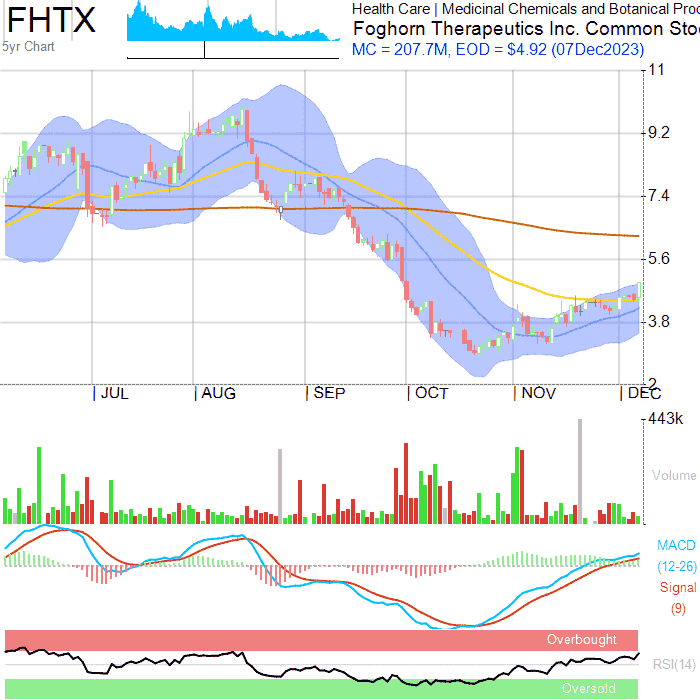 FHTX
5yr Chart
Health Care | Medicinal Chemicals and Botanical Proc
Foghorn Therapeutics Inc. Common Stoc
MC = 207.7M, EOD = $4.92 (07Dec2023)
11
9.2
7.4
5.6
3.8
2
JUL AUG SEP OCT NOV DEC
443k
Volume
MACD
(12-26)
Signal
(9)
Overbought
RSI(14)
Oversold